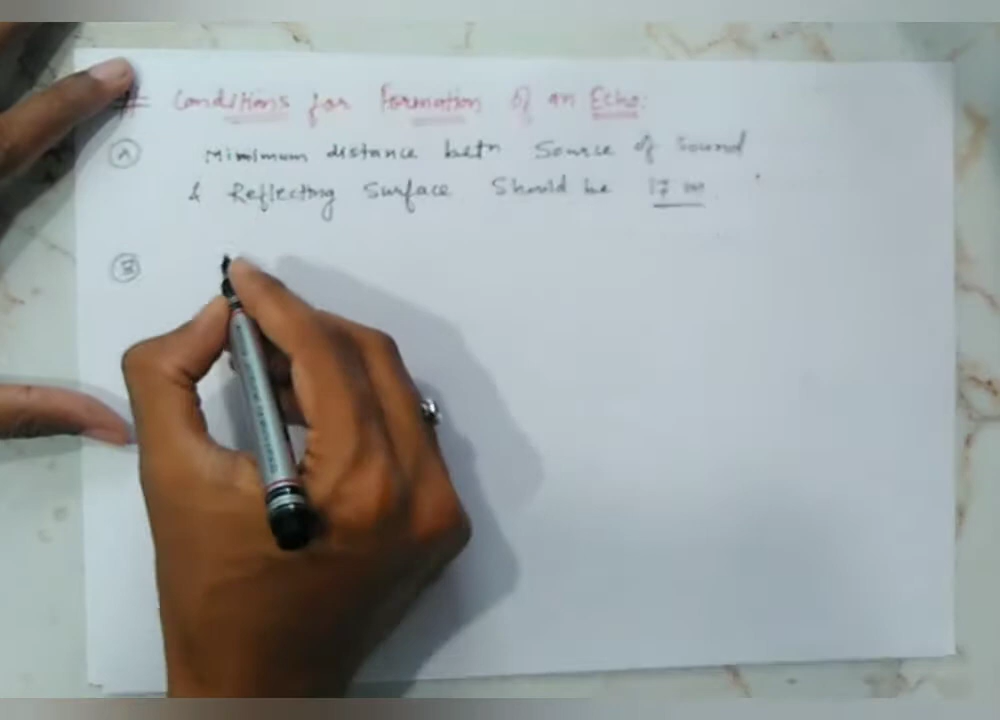 # Conditions for Formation of an Echo:
(A) Minimum distance betn Source of Sound
& Reflecting Surface Should be 17 m.
(B)